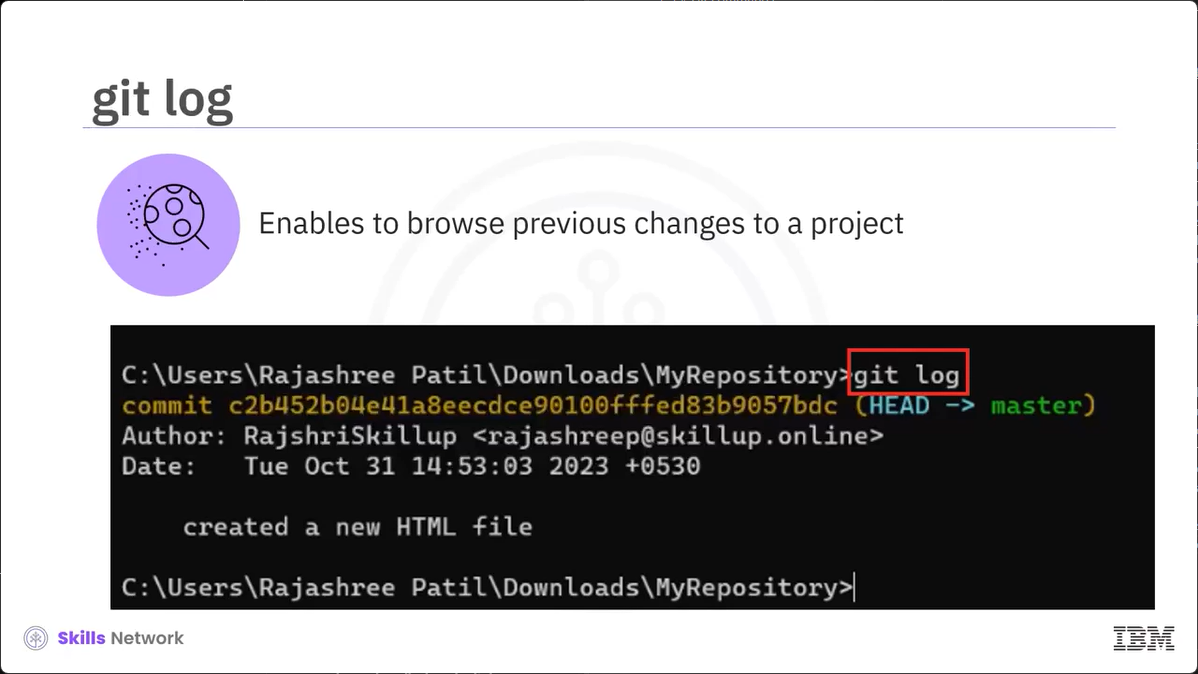 git log
Enables to browse previous changes to a project
C:\Users\Rajashree Patil\Downloads\MyRepository>git log
commit c2b452b04e41a8eecdce90100fffed83b9057bdc (HEAD -> master)
Author: RajshriSkillup <rajashreep@skillup.online>
Date:   Tue Oct 31 14:53:03 2023 +0530
created a new HTML file
C:\Users\Rajashree Patil\Downloads\MyRepository>
Skills Network
IBM